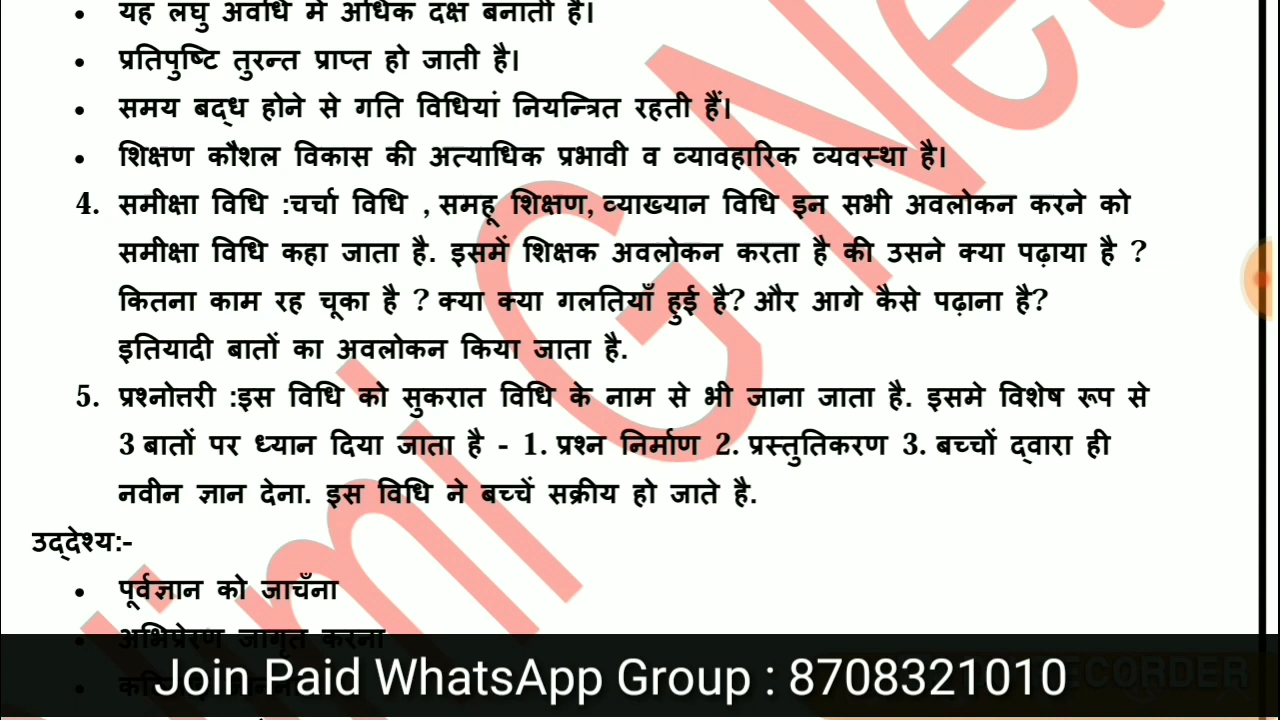 • यह लघु अवधि में अधिक दक्ष बनाती है।
• प्रतिपुष्टि तुरन्त प्राप्त हो जाती है।
• समय बद्ध होने से गति विधियां नियन्त्रित रहती हैं।
• शिक्षण कौशल विकास की अत्याधिक प्रभावी व व्यावहारिक व्यवस्था है।
4. समीक्षा विधि :चर्चा विधि , समहू शिक्षण, व्याख्यान विधि इन सभी अवलोकन करने को
समीक्षा विधि कहा जाता है. इसमें शिक्षक अवलोकन करता है की उसने क्या पढ़ाया है ?
कितना काम रह चूका है ? क्या क्या गलतियाँ हुई है? और आगे कैसे पढ़ाना है?
इतियादी बातों का अवलोकन किया जाता है.
5. प्रश्नोत्तरी :इस विधि को सुकरात विधि के नाम से भी जाना जाता है. इसमे विशेष रूप से
3 बातों पर ध्यान दिया जाता है - 1. प्रश्न निर्माण 2. प्रस्तुतिकरण 3. बच्चों द्वारा ही
नवीन ज्ञान देना. इस विधि ने बच्चें सक्रीय हो जाते है.
उद्देश्य:-
• पूर्वज्ञान को जाचँना
• अभिप्रेरण जागृत करना
Join Paid WhatsApp Group : 8708321010